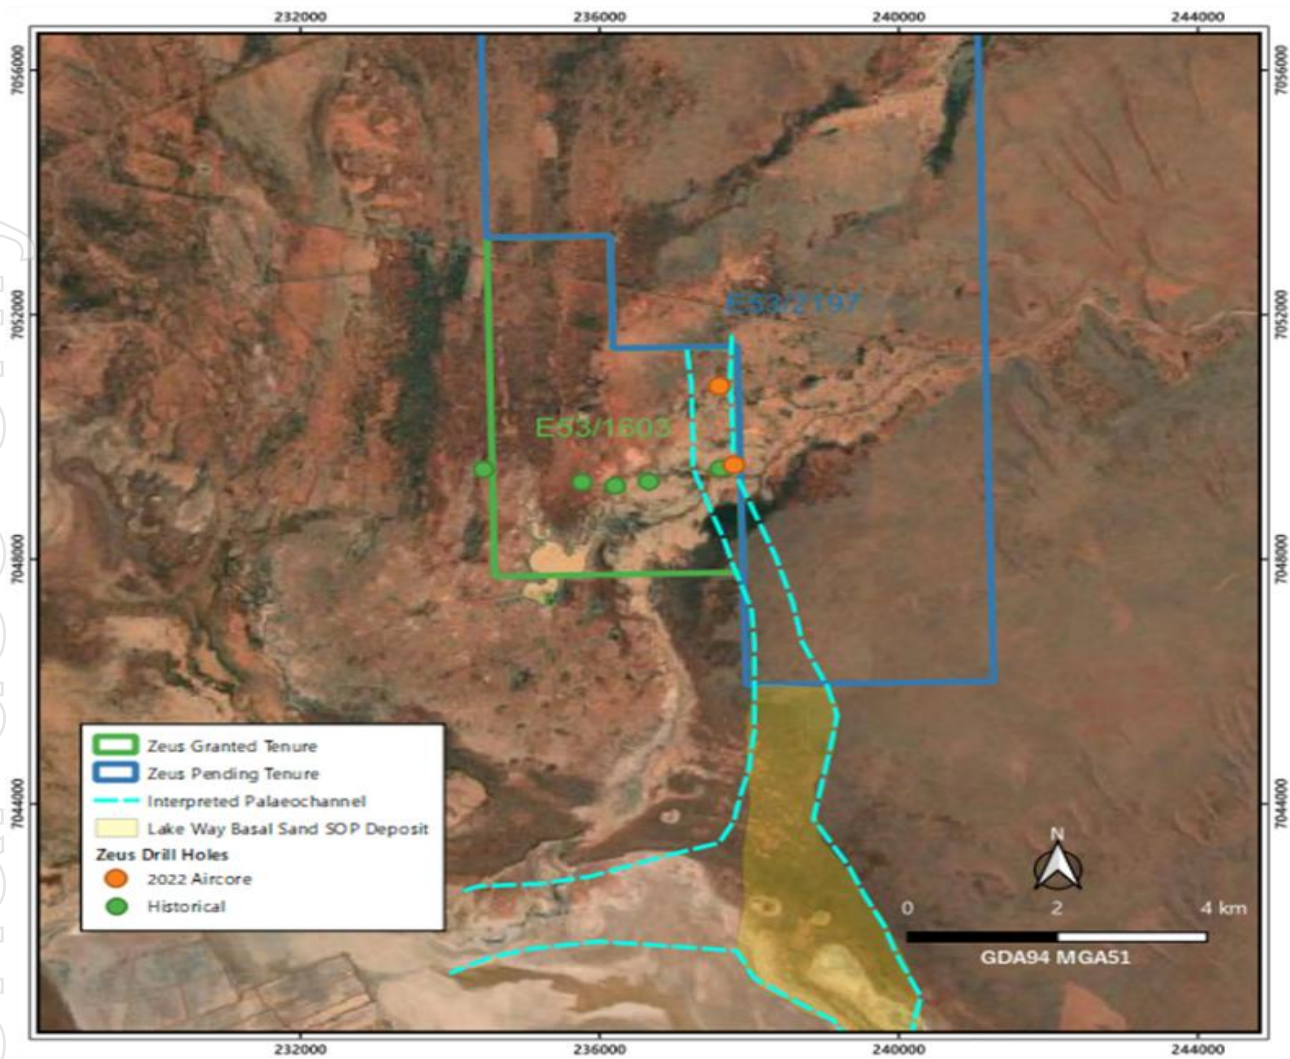 232000
236000
240000
244000
7056000
7056000
7052000
7052000
E53/2197
E53/1603
7048000
7048000
Zeus Granted Tenure
Zeus Pending Tenure
Interpreted Palaeochannel
Lake Way Basal Sand SOP Deposit
Zeus Drill Holes
2022 Aircore
Historical
7044000
7044000
N
0 2 4 km
GDA94 MGA51
232000
236000
240000
244000